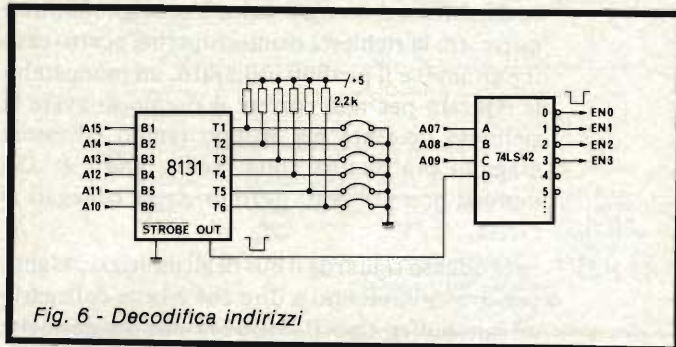 +5
2,2k
A15 B1 T1
A14 B2 T2
A13 B3 T3
A12 B4 T4
A11 B5 T5
A10 B6 T6
8131
STROBE OUT
A07 A
A08 B
A09 C
D
74LS42
0 EN0
1 EN1
2 EN2
3 EN3
4
5
Fig. 6 - Decodifica indirizzi